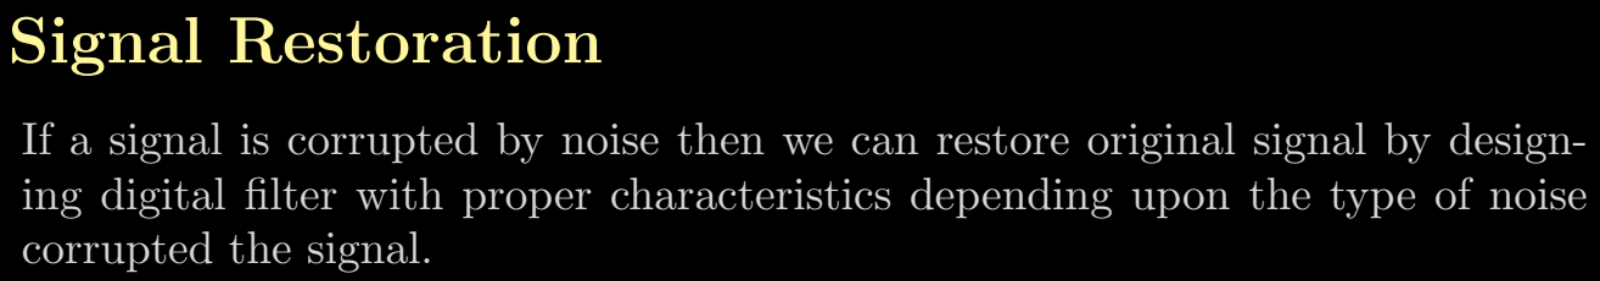 Signal Restoration
If a signal is corrupted by noise then we can restore original signal by design-
ing digital filter with proper characteristics depending upon the type of noise
corrupted the signal.